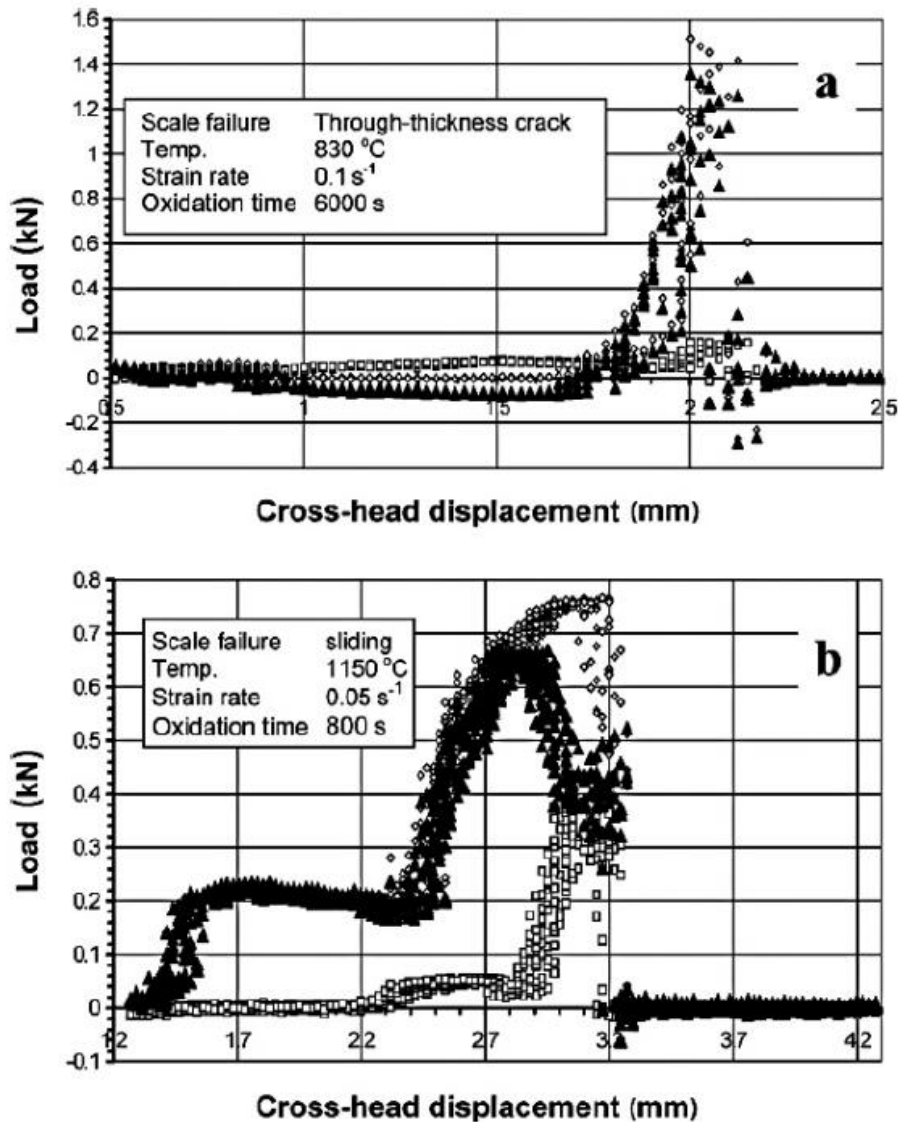 1.6
1.4
1.2
1
0.8
0.6
0.4
0.2
0
-0.2
-0.4
Load (kN)
a
Scale failure Through-thickness crack
Temp. 830 °C
Strain rate 0.1 s-1
Oxidation time 6000 s
0.5 1 1.5 2 2.5
Cross-head displacement (mm)
0.8
0.7
0.6
0.5
0.4
0.3
0.2
0.1
0
-0.1
Load (kN)
b
Scale failure sliding
Temp. 1150 °C
Strain rate 0.05 s-1
Oxidation time 800 s
1.2 1.7 2.2 2.7 3.2 3.7 4.2
Cross-head displacement (mm)